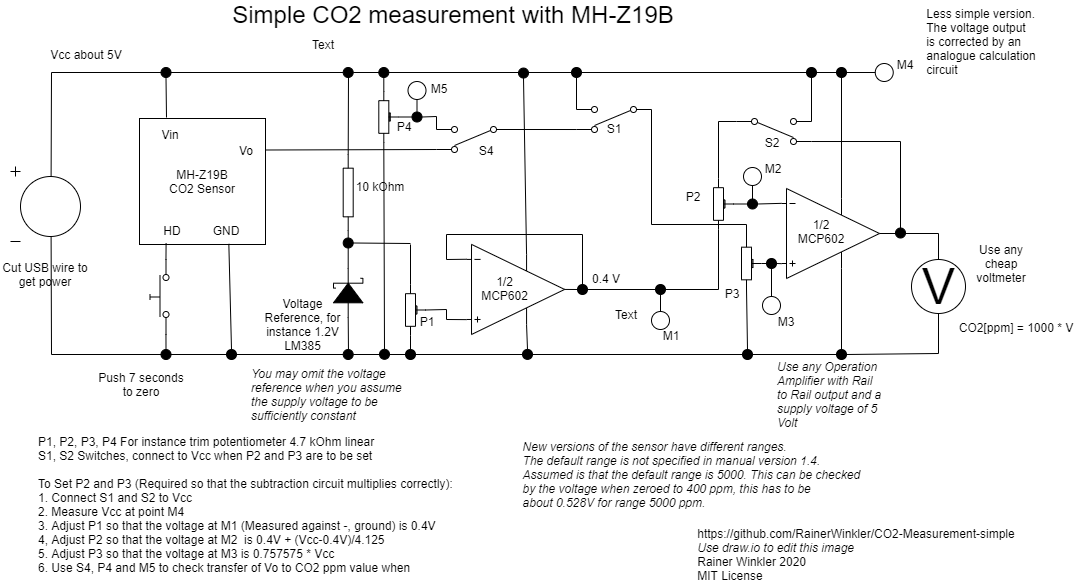 Simple CO2 measurement with MH-Z19B
Less simple version.
The voltage output
is corrected by an
analogue calculation
circuit
Text
Vcc about 5V
M4
M5
P4
Vin
Vo
S4
S1
S2
MH-Z19B
CO2 Sensor
10 kOhm
M2
P2
HD
GND
1/2
MCP602
Use any
cheap
voltmeter
+
−
Cut USB wire to
get power
−
+
1/2
MCP602
0.4 V
−
+
P3
V
Voltage
Reference, for
instance 1.2V
LM385
P1
Text
M1
M3
CO2[ppm] = 1000 * V
Push 7 seconds
to zero
You may omit the voltage
reference when you assume
the supply voltage to be
sufficiently constant
Use any Operation
Amplifier with Rail
to Rail output and a
supply voltage of 5
Volt
P1, P2, P3, P4 For instance trim potentiometer 4.7 kOhm linear
S1, S2 Switches, connect to Vcc when P2 and P3 are to be set
To Set P2 and P3 (Required so that the subtraction circuit multiplies correctly):
1. Connect S1 and S2 to Vcc
2. Measure Vcc at point M4
3. Adjust P1 so that the voltage at M1 (Measured against -, ground) is 0.4V
4, Adjust P2 so that the voltage at M2  is 0.4V + (Vcc-0.4V)/4.125
5. Adjust P3 so that the voltage at M3 is 0.757575 * Vcc
6. Use S4, P4 and M5 to check transfer of Vo to CO2 ppm value when
New versions of the sensor have different ranges.
The default range is not specified in manual version 1.4.
Assumed is that the default range is 5000. This can be checked
by the voltage when zeroed to 400 ppm, this has to be
about 0.528V for range 5000 ppm.
https://github.com/RainerWinkler/CO2-Measurement-simple
Use draw.io to edit this image
Rainer Winkler 2020
MIT License